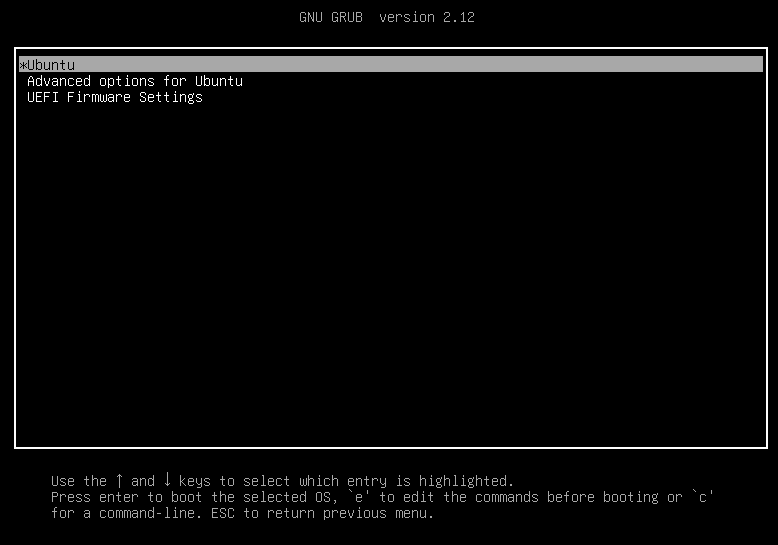 GNU GRUB  version 2.12
*Ubuntu
Advanced options for Ubuntu
UEFI Firmware Settings
Use the ↑ and ↓ keys to select which entry is highlighted.
Press enter to boot the selected OS, `e' to edit the commands before booting or `c'
for a command-line. ESC to return previous menu.